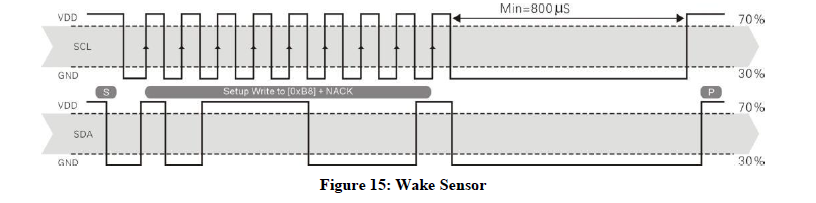 Min=800µS
VDD
70%
SCL
GND
30%
S
Setup Write to [0xB8] + NACK
P
VDD
70%
SDA
GND
30%
Figure 15: Wake Sensor